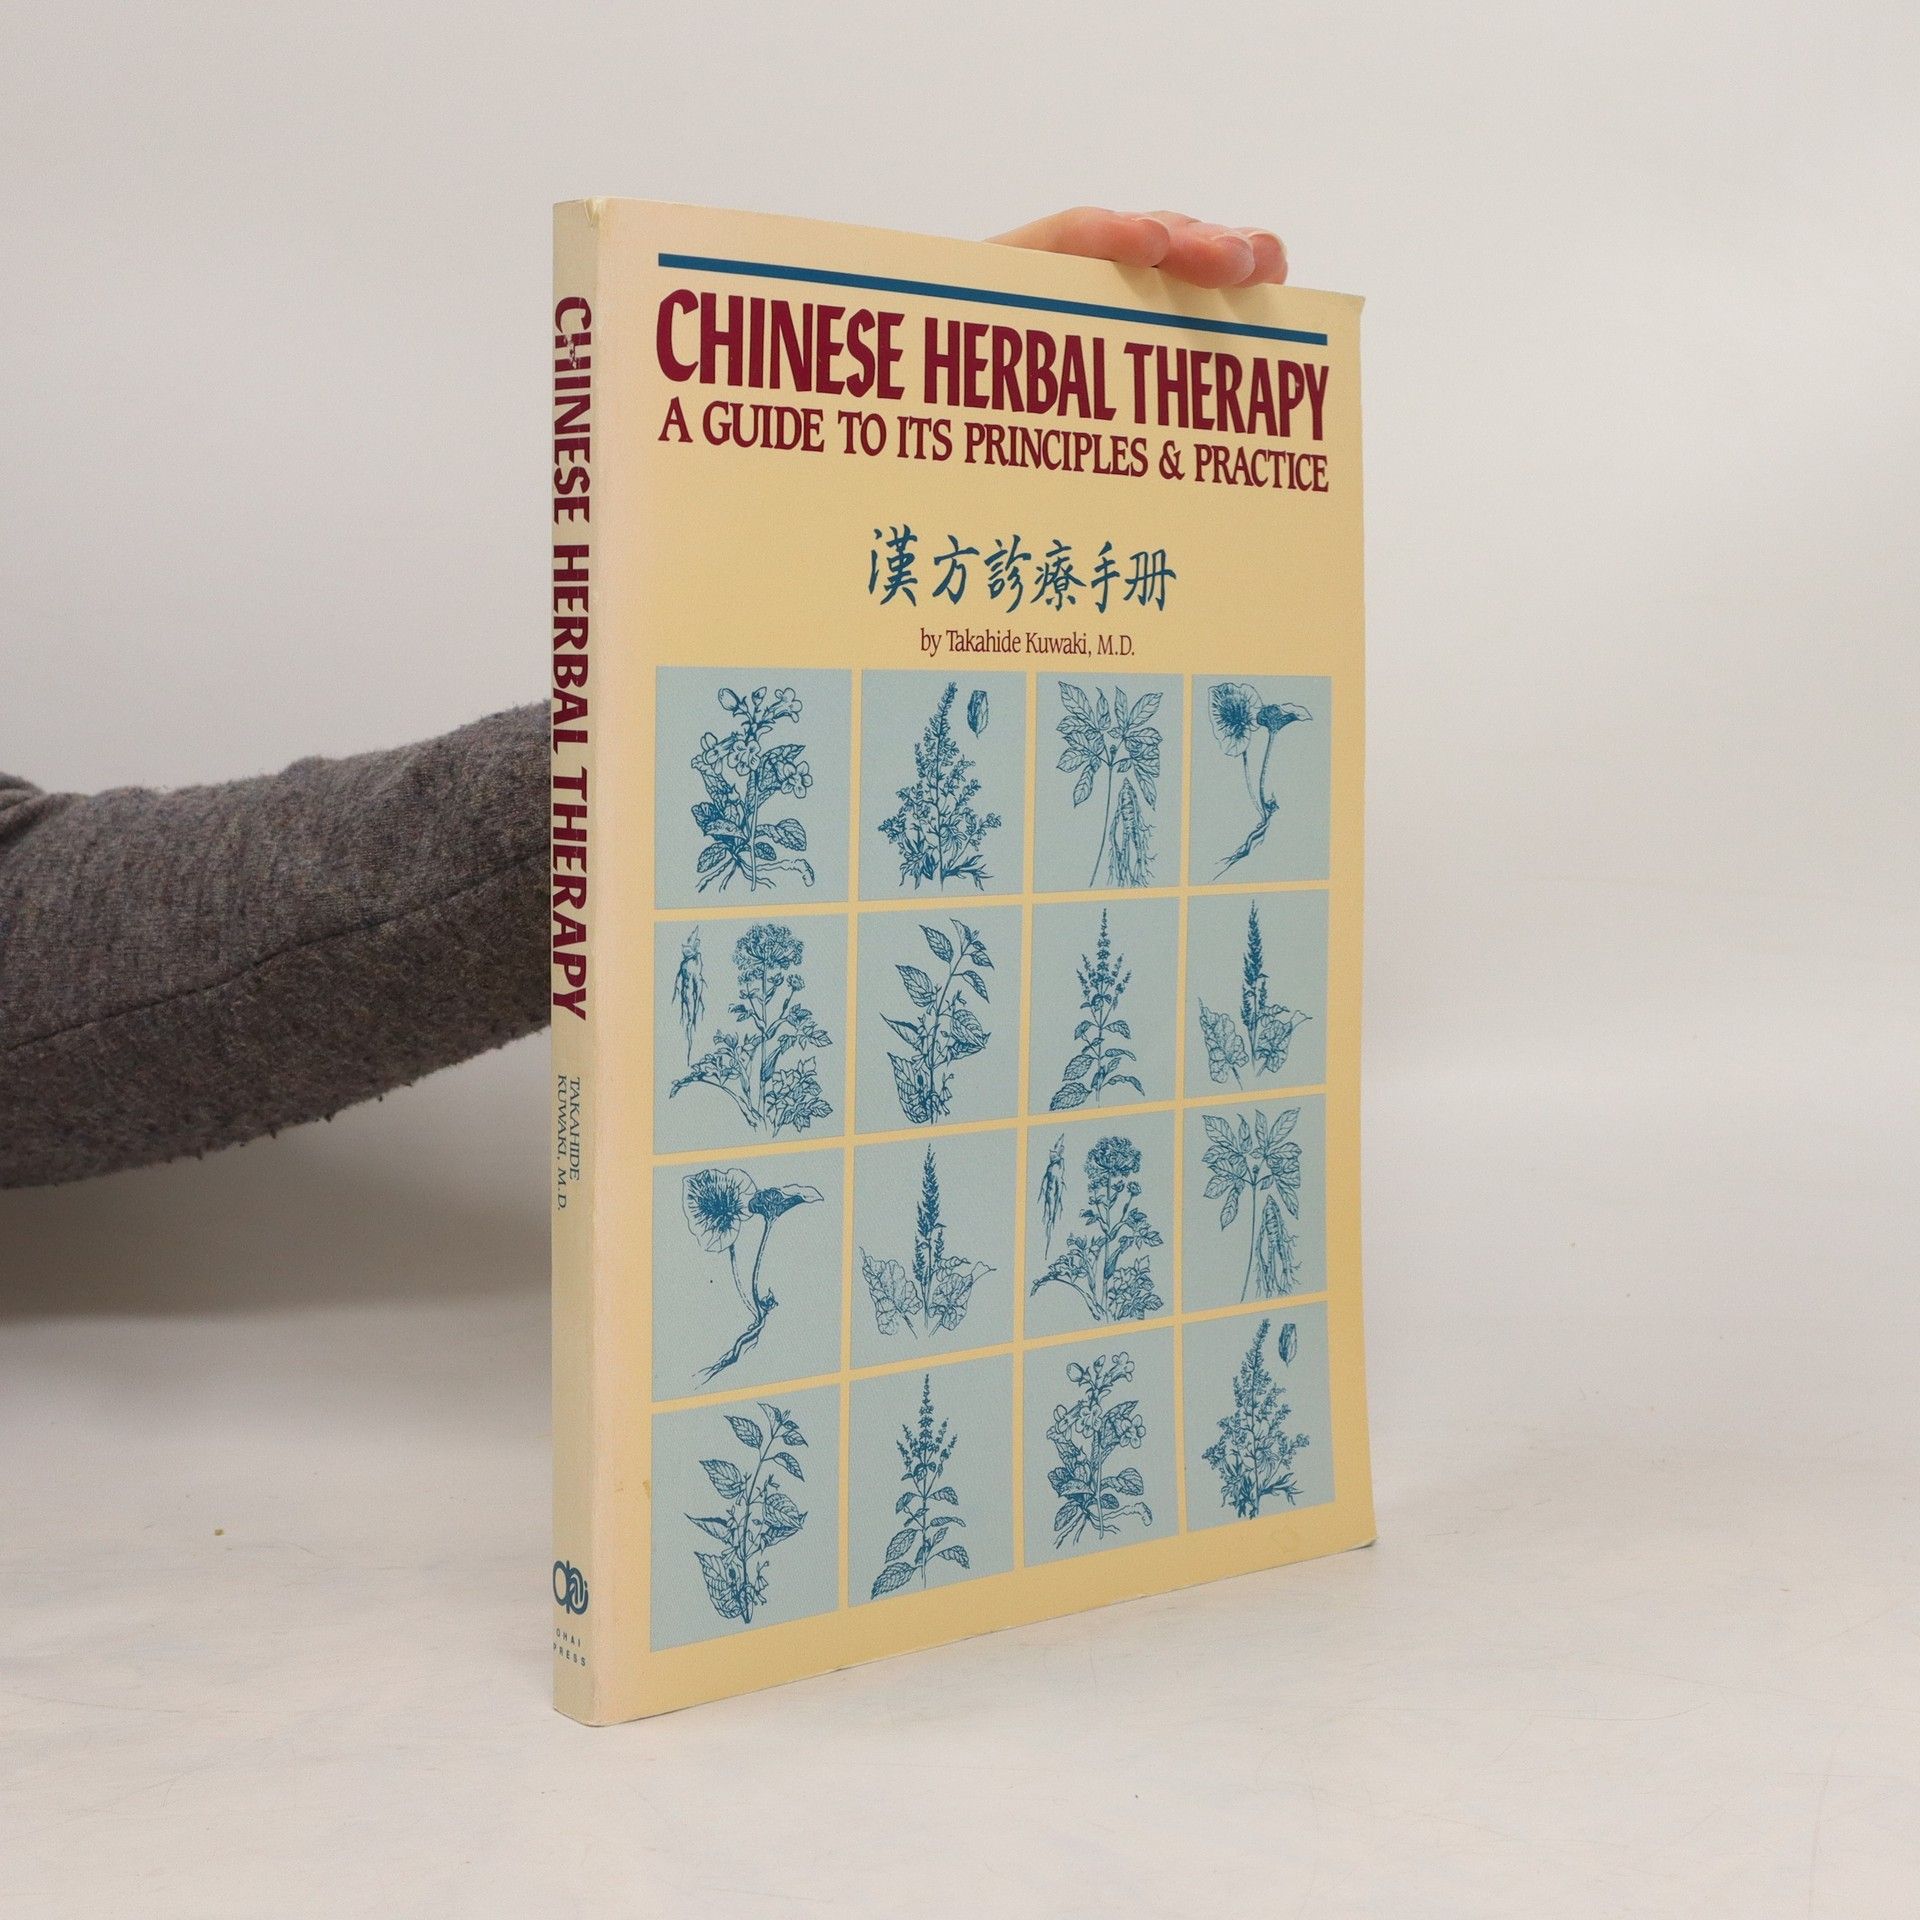 CHINESE HERBAL THERAPY
A GUIDE TO ITS PRINCIPLES & PRACTICE
漢方診療手册
by Takahide Kuwaki, M.D.
CHINESE HERBAL THERAPY
TAKAHIDE
KUWAKI, M.D.
OHAI
PRESS